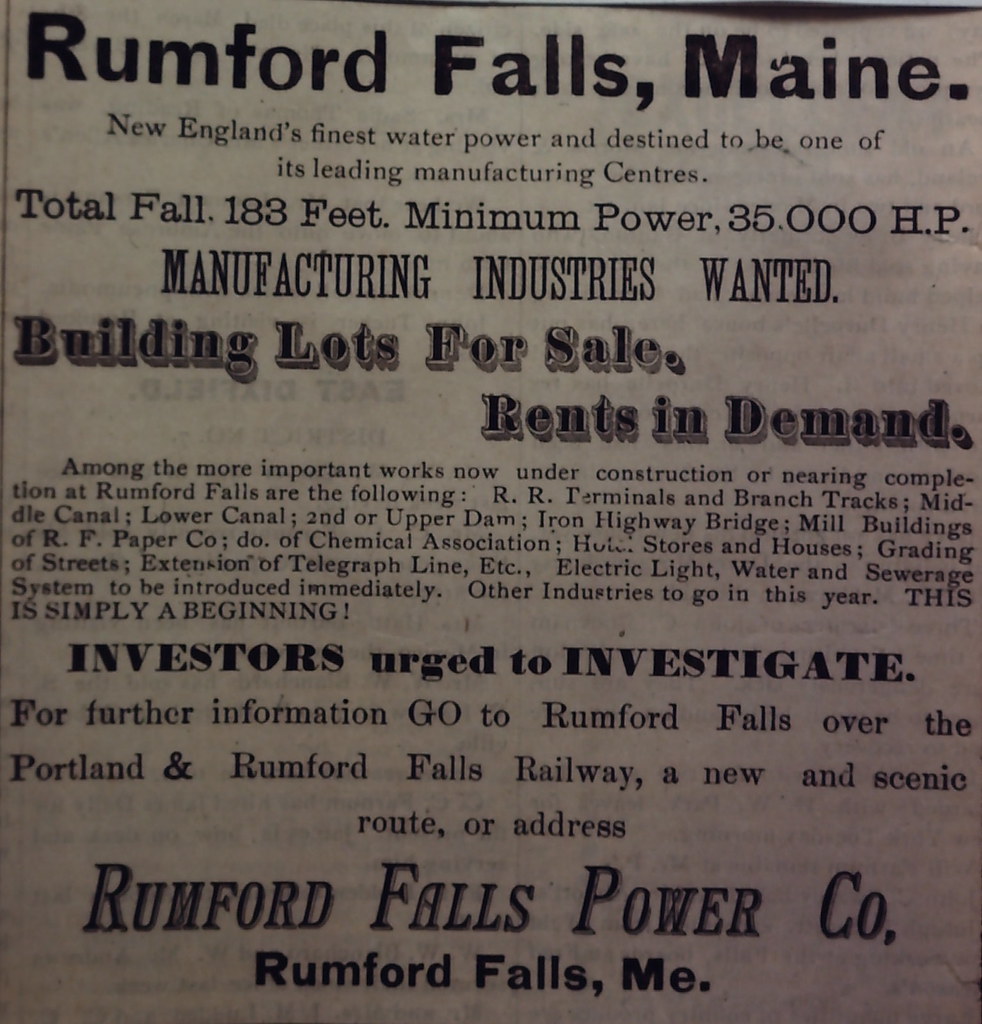 Rumford Falls, Maine.
New England's finest water power and destined to be one of
its leading manufacturing Centres.
Total Fall. 183 Feet. Minimum Power, 35.000 H.P.
MANUFACTURING INDUSTRIES WANTED.
Building Lots For Sale.
Rents in Demand.
Among the more important works now under construction or nearing comple-
tion at Rumford Falls are the following: R. R. Terminals and Branch Tracks; Mid-
dle Canal; Lower Canal; 2nd or Upper Dam; Iron Highway Bridge; Mill Buildings
of R. F. Paper Co; do. of Chemical Association; Stores and Houses; Grading
of Streets; Extension of Telegraph Line, Etc., Electric Light, Water and Sewerage
System to be introduced immediately. Other Industries to go in this year. THIS
IS SIMPLY A BEGINNING!
INVESTORS urged to INVESTIGATE.
For further information GO to Rumford Falls over the
Portland & Rumford Falls Railway, a new and scenic
route, or address
RUMFORD FALLS POWER CO,
Rumford Falls, Me.